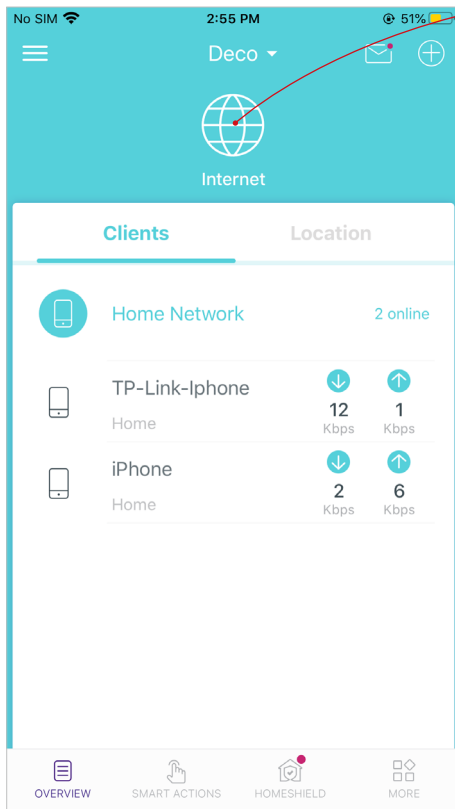 No SIM 2:55 PM 51%
Deco
Internet
Clients Location
Home Network 2 online
TP-Link-Iphone
Home
12 1
Kbps Kbps
iPhone
Home
2 6
Kbps Kbps
OVERVIEW SMART ACTIONS HOMESHIELD MORE